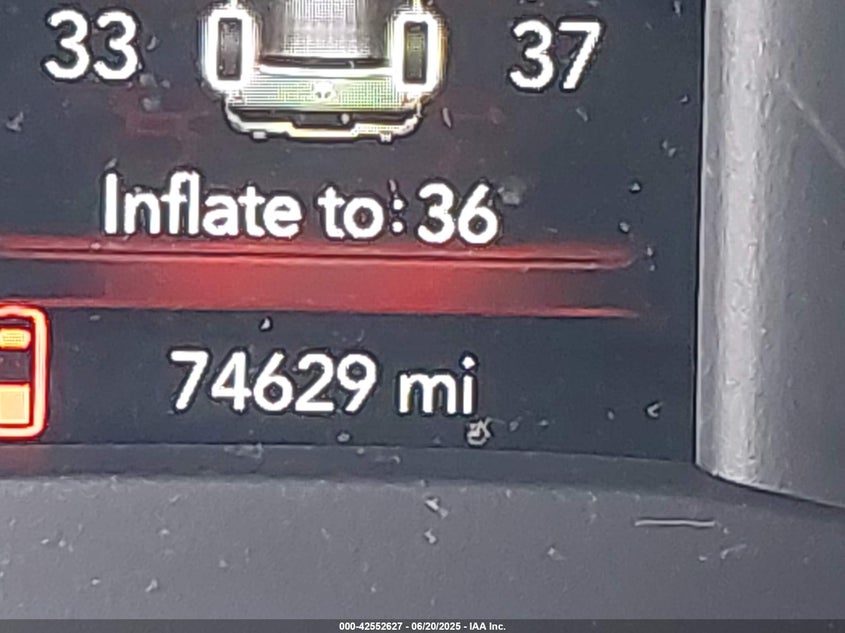 33 37
Inflate to: 36
74629 mi
000-42552627 - 06/20/2025 - IAA Inc.